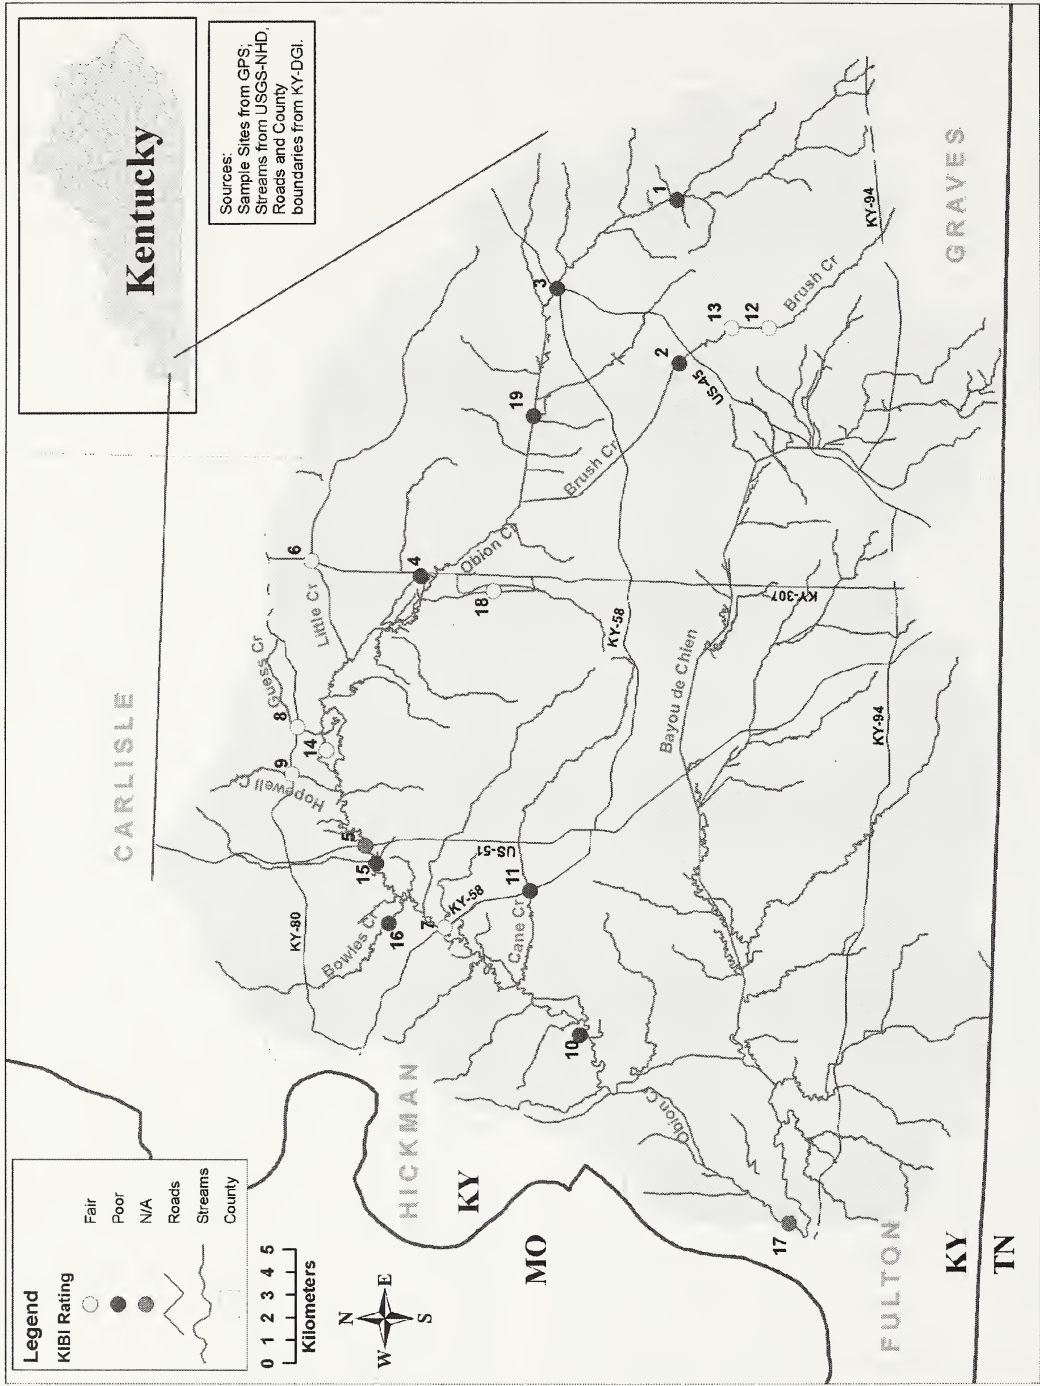 Kentucky
Sources:
Sample Sites from GPS;
Streams from USGS-NHD,
Roads and County
boundaries from KY-DGI.
Legend
KIBI Rating
Fair
Poor
N/A
Roads
Streams
County
0 1 2 3 4 5
Kilometers
N
W E
S
CARLISLE
HICKMAN
KY
MO
FULTON
KY
TN
GRAVES
Guess Cr
Little Cr
Hopewell C
Bowles Cr
Cane Cr
Obion Cr
Obion Cr
Brush Cr
Brush Cr
Bayou de Chien
KY-80
KY-58
US-51
KY-58
KY-307
US-45
KY-94
KY-94
1
2
3
4
5
6
7
8
9
10
11
12
13
14
15
16
17
18
19